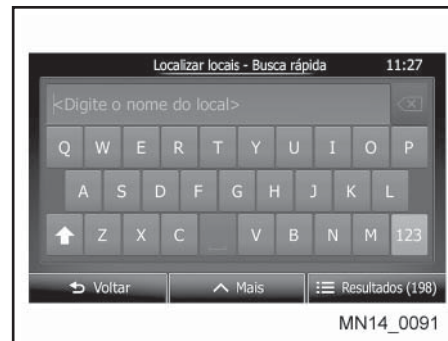 Localizar locais - Busca rápida 11:27
<Digite o nome do local>
Q W E R T Y U I O P
A S D F G H J K L
Z X C _ V B N M 123
Voltar Mais Resultados (198)
MN14_0091